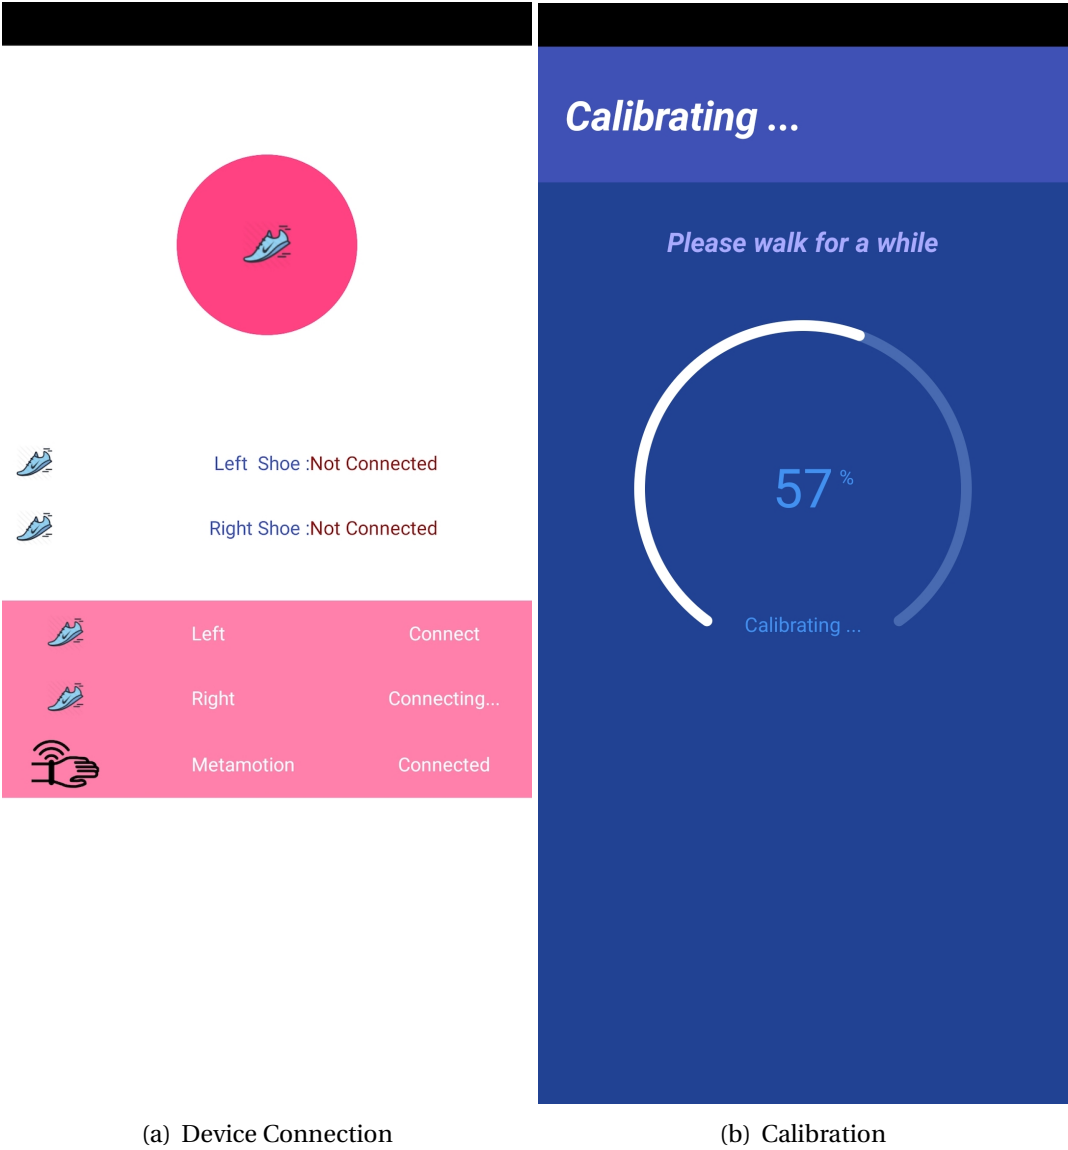 Left  Shoe :Not Connected
Right Shoe :Not Connected
Left Connect
Right Connecting...
Metamotion Connected
(a) Device Connection
Calibrating ...
Please walk for a while
57 %
Calibrating ...
(b) Calibration